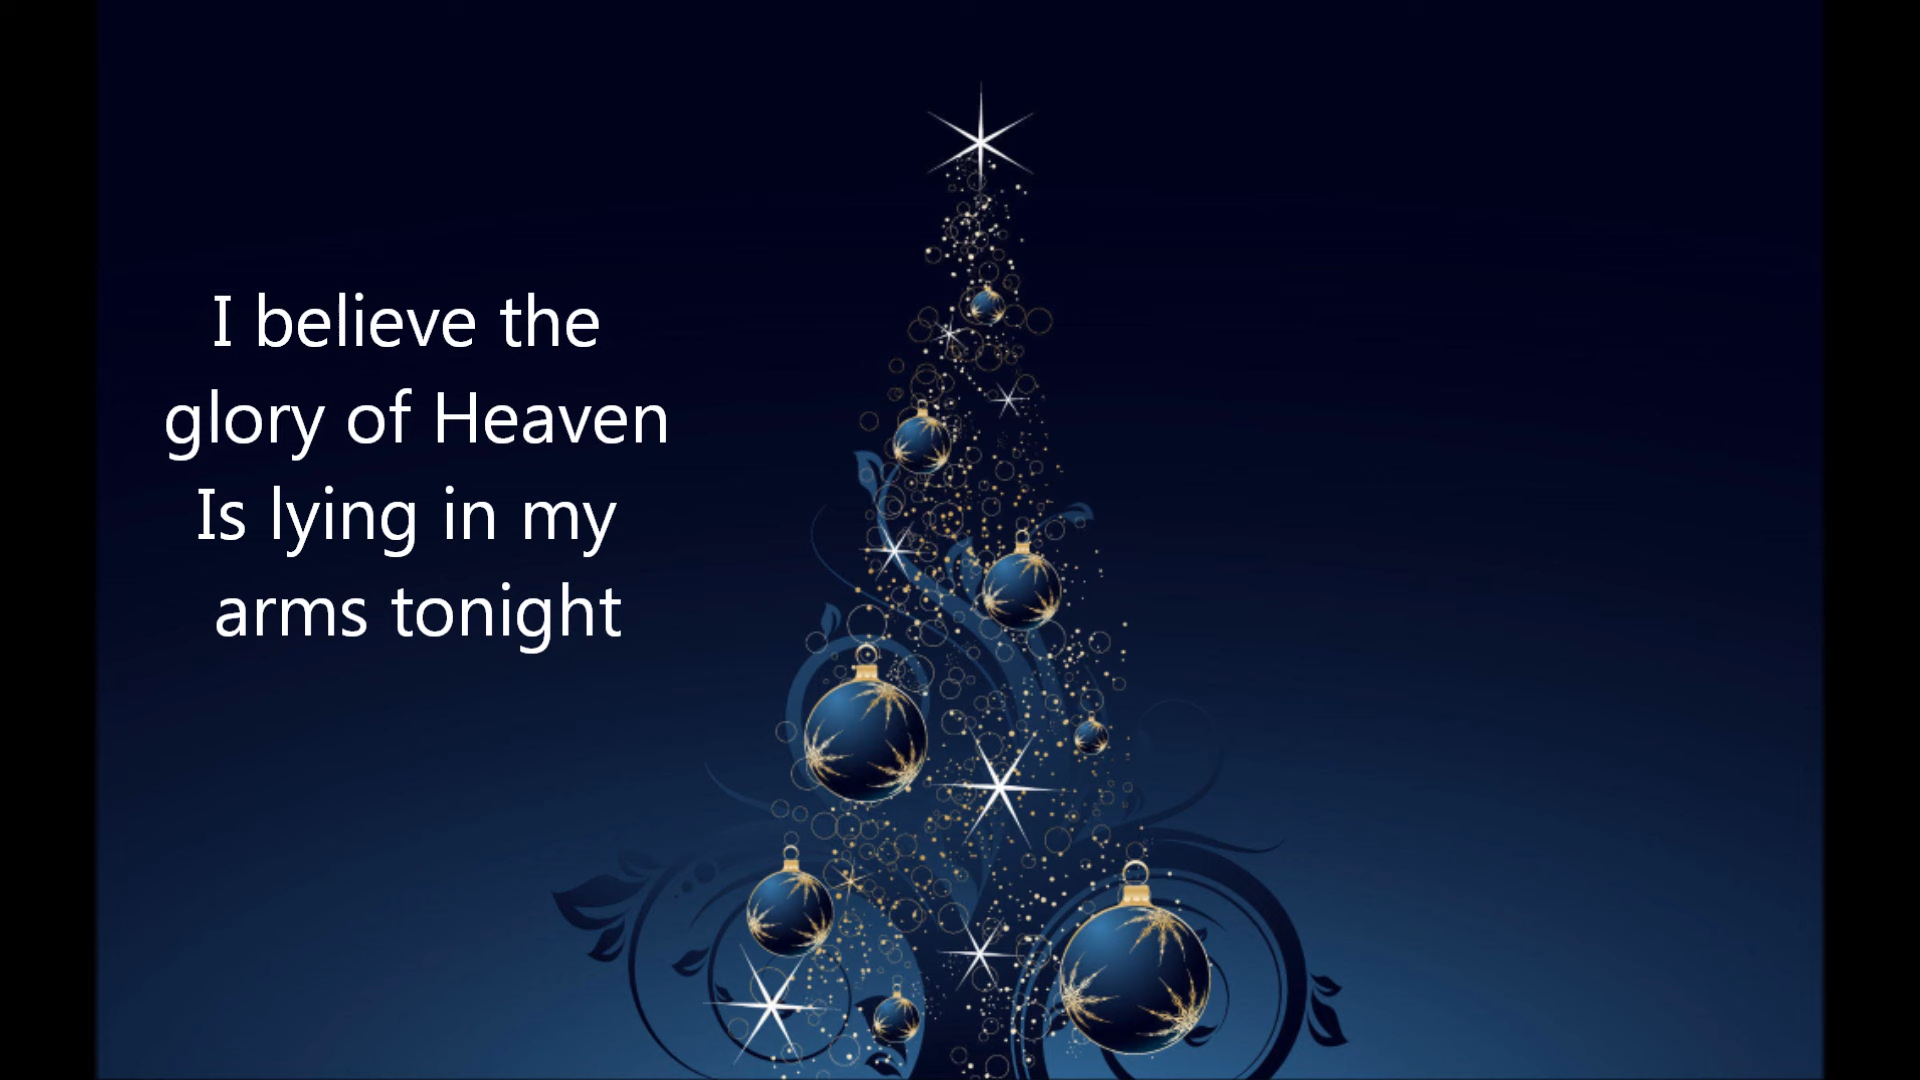 I believe the
glory of Heaven
Is lying in my
arms tonight